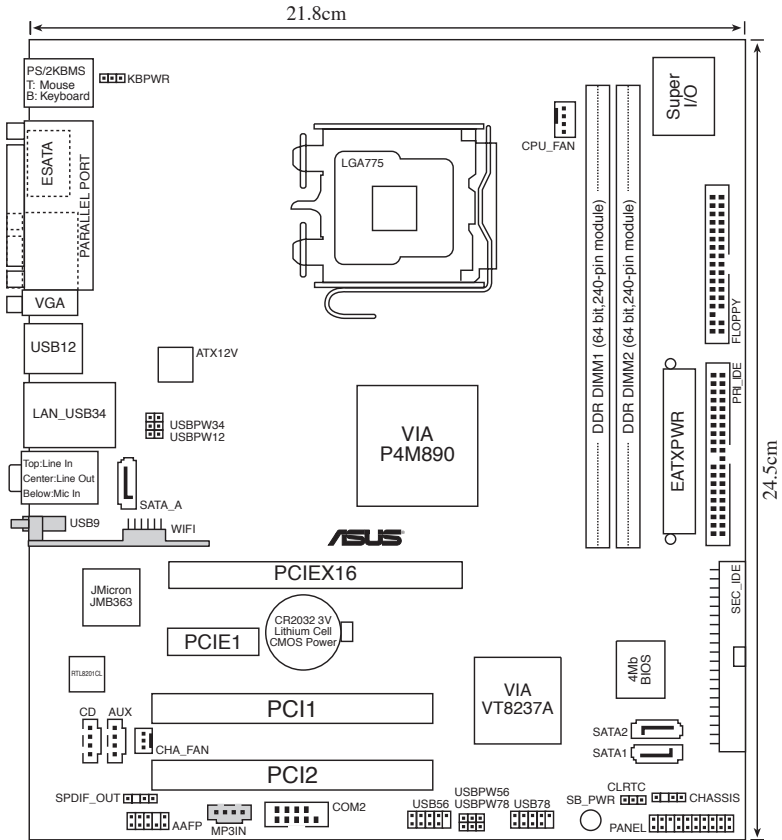 21.8cm
PS/2KBMS
T: Mouse
B: Keyboard
KBPWR
Super
I/O
CPU_FAN
LGA775
ESATA
PARALLEL PORT
DDR DIMM1 (64 bit,240-pin module)
DDR DIMM2 (64 bit,240-pin module)
FLOPPY
VGA
USB12
ATX12V
PRI_IDE
EATXPWR
LAN_USB34
USBPW34
USBPW12
VIA
P4M890
24.5cm
Top:Line In
Center:Line Out
Below:Mic In
SATA_A
USB9
WIFI
ASUS
PCIEX16
SEC_IDE
JMicron
JMB363
CR2032 3V
Lithium Cell
CMOS Power
PCIE1
RTL8201CL
4Mb
BIOS
VIA
VT8237A
CD
AUX
PCI1
SATA2
CHA_FAN
SATA1
PCI2
SPDIF_OUT
AAFP
MP3IN
COM2
USB56
USBPW56
USBPW78
USB78
SB_PWR
CLRTC
CHASSIS
PANEL